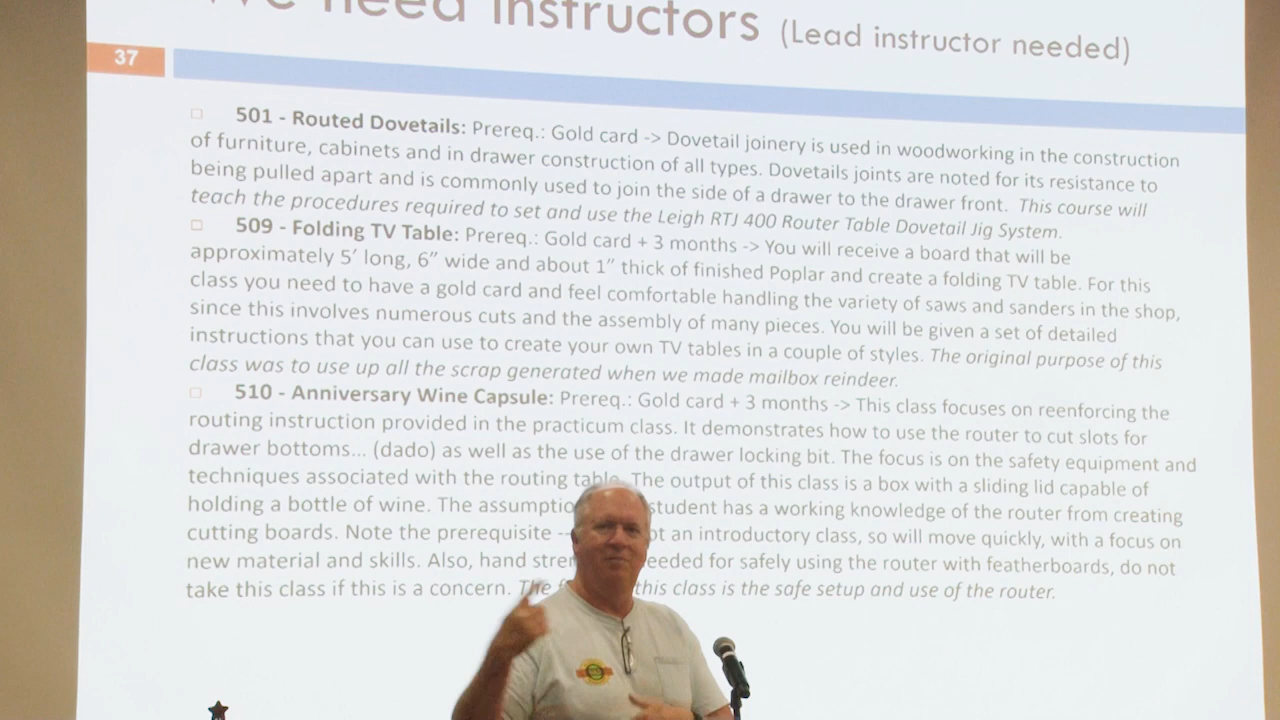 We need instructors (Lead instructor needed)
37
501 - Routed Dovetails: Prereq.: Gold card -> Dovetail joinery is used in woodworking in the construction
of furniture, cabinets and in drawer construction of all types. Dovetails joints are noted for its resistance to
being pulled apart and is commonly used to join the side of a drawer to the drawer front. This course will
teach the procedures required to set and use the Leigh RTJ 400 Router Table Dovetail Jig System.
509 - Folding TV Table: Prereq.: Gold card + 3 months -> You will receive a board that will be
approximately 5′ long, 6″ wide and about 1″ thick of finished Poplar and create a folding TV table. For this
class you need to have a gold card and feel comfortable handling the variety of saws and sanders in the shop,
since this involves numerous cuts and the assembly of many pieces. You will be given a set of detailed
instructions that you can use to create your own TV tables in a couple of styles. The original purpose of this
class was to use up all the scrap generated when we made mailbox reindeer.
510 - Anniversary Wine Capsule: Prereq.: Gold card + 3 months -> This class focuses on reenforcing the
routing instruction provided in the practicum class. It demonstrates how to use the router to cut slots for
drawer bottoms... (dado) as well as the use of the drawer locking bit. The focus is on the safety equipment and
techniques associated with the routing table. The output of this class is a box with a sliding lid capable of
holding a bottle of wine. The assumptio student has a working knowledge of the router from creating
cutting boards. Note the prerequisite -- ot an introductory class, so will move quickly, with a focus on
new material and skills. Also, hand stren eeded for safely using the router with featherboards, do not
take this class if this is a concern. The f this class is the safe setup and use of the router.